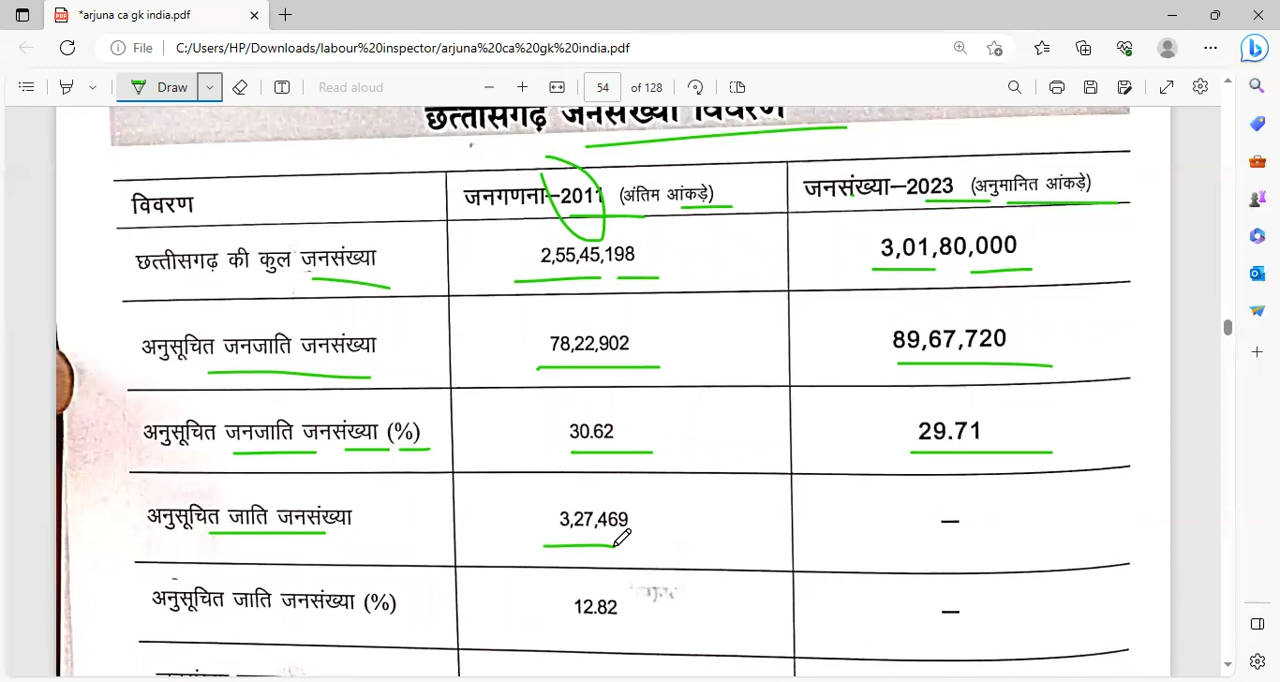 *arjuna ca gk india.pdf
File C:/Users/HP/Downloads/labour%20inspector/arjuna%20ca%20gk%20india.pdf
Draw Read aloud 54 of 128
छत्तीसगढ़ जनसंख्या विवरण
विवरण जनगणना–2011 (अंतिम आंकड़े) जनसंख्या–2023 (अनुमानित आंकड़े)
छत्तीसगढ़ की कुल जनसंख्या 2,55,45,198 3,01,80,000
अनुसूचित जनजाति जनसंख्या 78,22,902 89,67,720
अनुसूचित जनजाति जनसंख्या (%) 30.62 29.71
अनुसूचित जाति जनसंख्या 3,27,469 —
अनुसूचित जाति जनसंख्या (%) 12.82 —